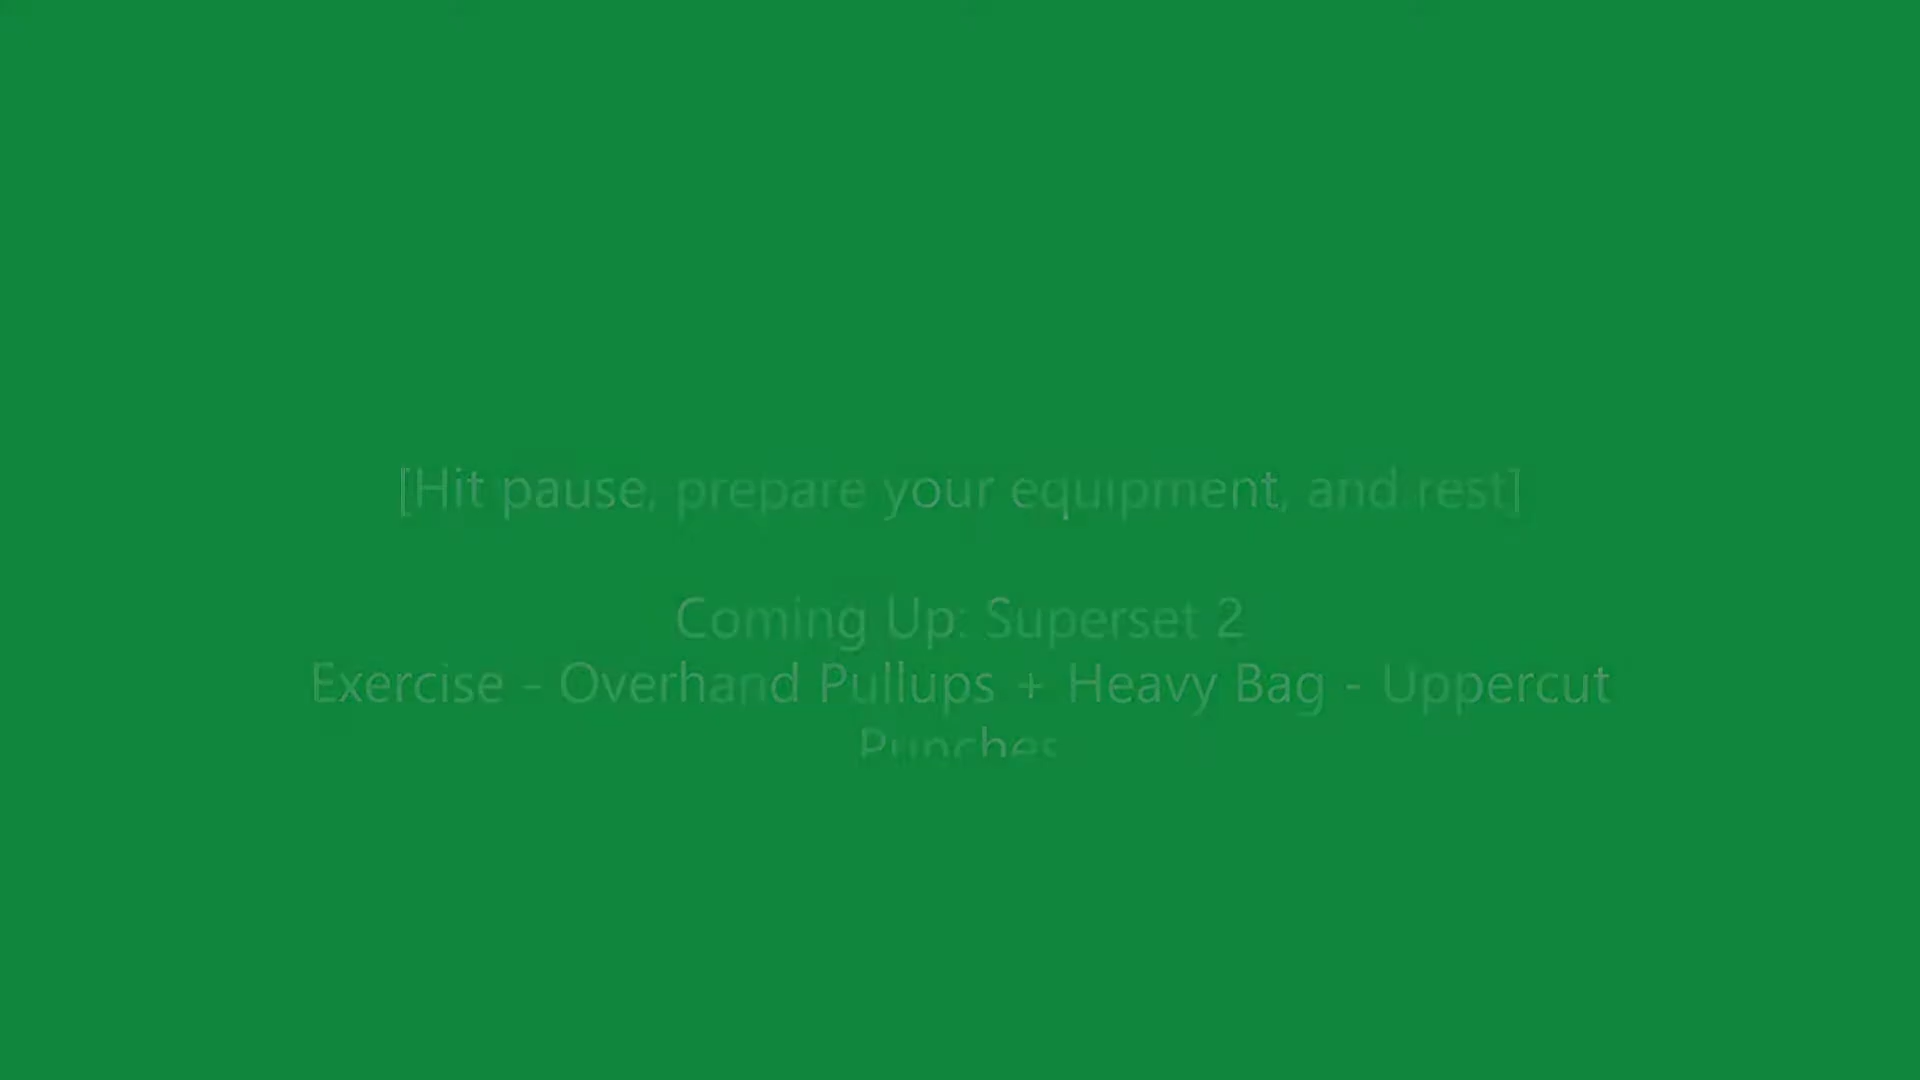 [Hit pause, prepare your equipment, and rest]
Coming Up: Superset 2
Exercise - Overhand Pullups + Heavy Bag - Uppercut
Punches